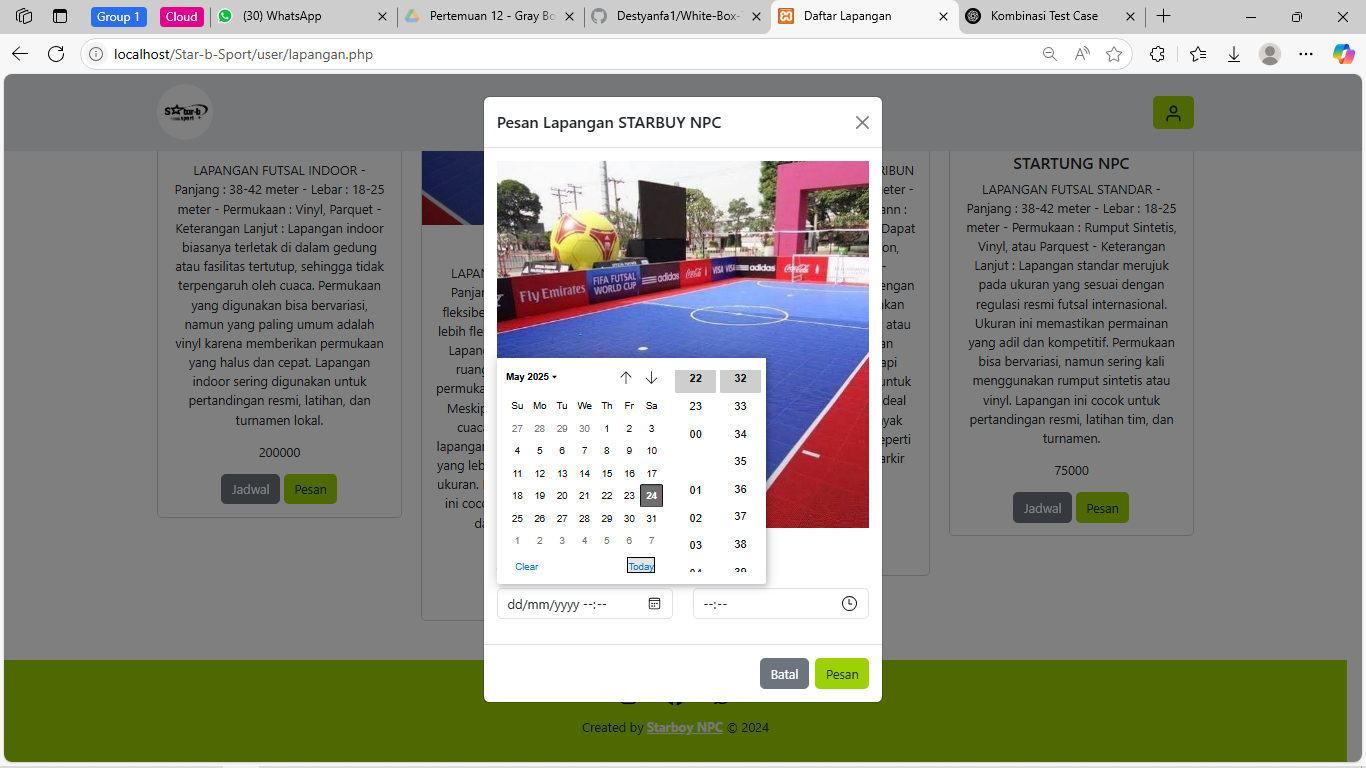 Group 1
Cloud
(30) WhatsApp
Pertemuan 12 - Gray Bo
Destyanfa1/White-Box-
Daftar Lapangan
Kombinasi Test Case
localhost/Star-b-Sport/user/lapangan.php
Pesan Lapangan STARBUY NPC
LAPANGAN FUTSAL INDOOR -
Panjang : 38-42 meter - Lebar : 18-25
meter - Permukaan : Vinyl, Parquet -
Keterangan Lanjut : Lapangan indoor
biasanya terletak di dalam gedung
atau fasilitas tertutup, sehingga tidak
terpengaruh oleh cuaca. Permukaan
yang digunakan bisa bervariasi,
namun yang paling umum adalah
vinyl karena memberikan permukaan
yang halus dan cepat. Lapangan
indoor sering digunakan untuk
pertandingan resmi, latihan, dan
turnamen lokal.
200000
Jadwal Pesan
LAPA
Panja
fleksibe
lebih fle
Lapan
ruang
permuka
Meskip
cuac
lapangan
yang leb
ukuran.
ini coco
da
Fly Emirates
FIFA FUTSAL
WORLD CUP
adidas
Coca-Cola
VISA VISA
adidas
Coca-Cola
May 2025
Su Mo Tu We Th Fr Sa
27 28 29 30 1 2 3
4 5 6 7 8 9 10
11 12 13 14 15 16 17
18 19 20 21 22 23 24
25 26 27 28 29 30 31
1 2 3 4 5 6 7
Clear Today
22 32
23 33
00 34
35
01 36
02 37
03 38
04 39
dd/mm/yyyy --:--
--:--
Batal Pesan
RIBUN
eter -
ann :
Dapat
on,
-
engan
kan
atau
an
api
untuk
deal
yak
eperti
arkir
STARTUNG NPC
LAPANGAN FUTSAL STANDAR -
Panjang : 38-42 meter - Lebar : 18-25
meter - Permukaan : Rumput Sintetis,
Vinyl, atau Parquest - Keterangan
Lanjut : Lapangan standar merujuk
pada ukuran yang sesuai dengan
regulasi resmi futsal internasional.
Ukuran ini memastikan permainan
yang adil dan kompetitif. Permukaan
bisa bervariasi, namun sering kali
menggunakan rumput sintetis atau
vinyl. Lapangan ini cocok untuk
pertandingan resmi, latihan tim, dan
turnamen.
75000
Jadwal Pesan
Created by Starboy NPC © 2024